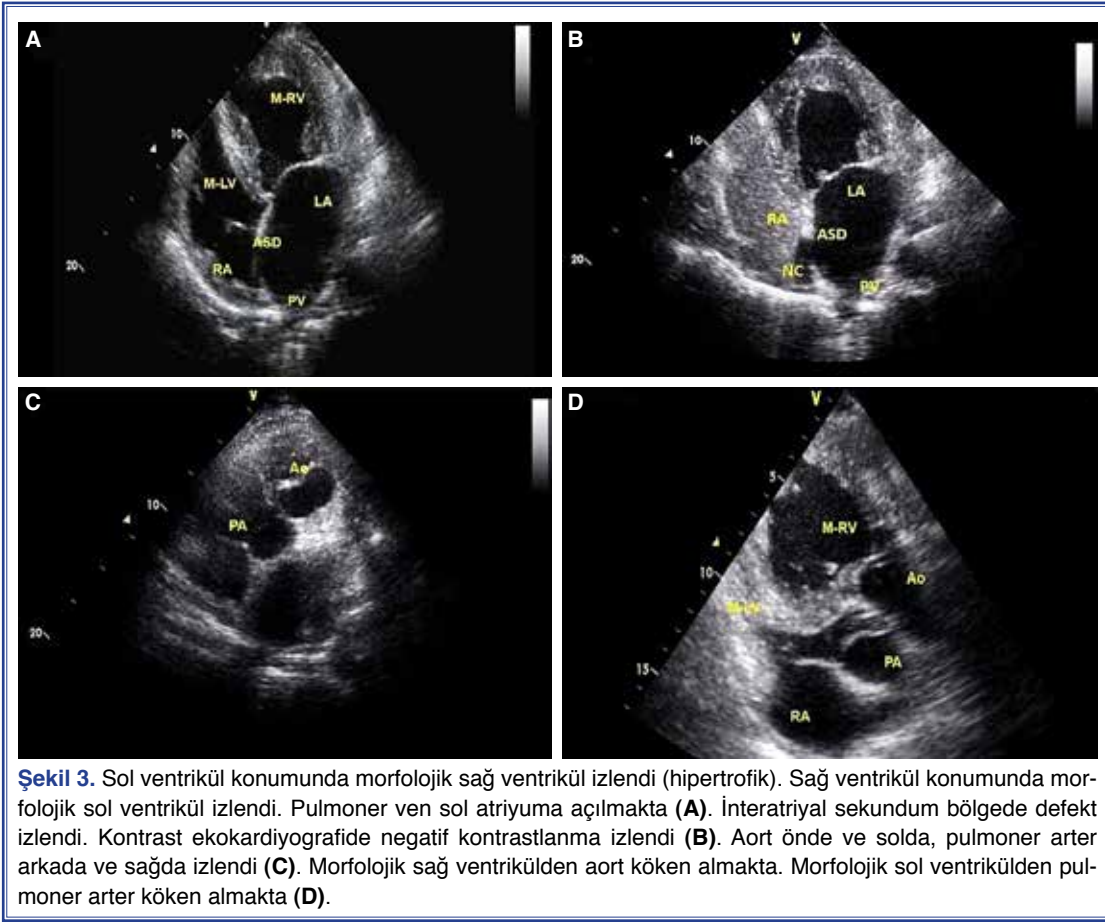 A
M-RV
10
M-LV
LA
ASD
20
RA
PV
B
V
10
LA
RA
ASD
20
NC
PV
C
V
Ao
10
PA
20
D
V
5
M-RV
10
Ao
M-LV
PA
15
RA
Şekil 3. Sol ventrikül konumunda morfolojik sağ ventrikül izlendi (hipertrofik). Sağ ventrikül konumunda mor-
folojik sol ventrikül izlendi. Pulmoner ven sol atriyuma açılmakta (A). İnteratriyal sekundum bölgede defekt
izlendi. Kontrast ekokardiyografide negatif kontrastlanma izlendi (B). Aort önde ve solda, pulmoner arter
arkada ve sağda izlendi (C). Morfolojik sağ ventrikülden aort köken almakta. Morfolojik sol ventrikülden pul-
moner arter köken almakta (D).